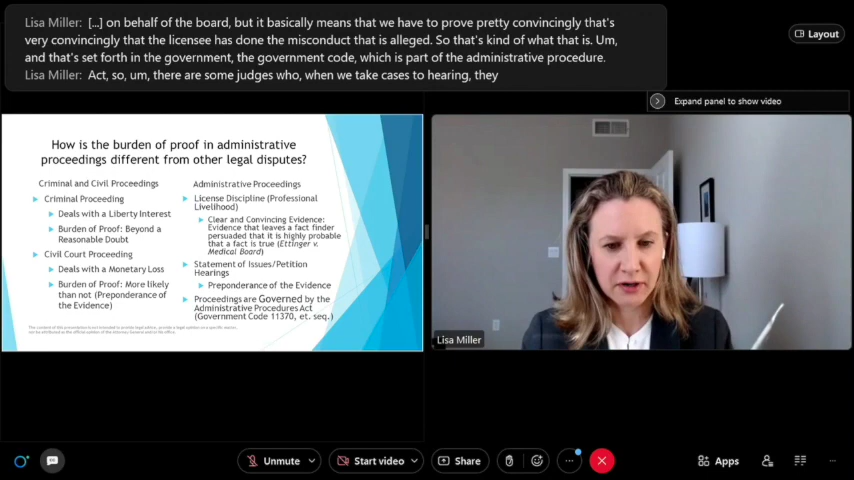 Lisa Miller: [...] on behalf of the board, but it basically means that we have to prove pretty convincingly that's
very convincingly that the licensee has done the misconduct that is alleged. So that's kind of what that is. Um,
and that's set forth in the government, the government code, which is part of the administrative procedure.
Lisa Miller: Act, so, um, there are some judges who, when we take cases to hearing, they
Layout
Expand panel to show video
How is the burden of proof in administrative
proceedings different from other legal disputes?
Criminal and Civil Proceedings
Criminal Proceeding
Deals with a Liberty Interest
Burden of Proof: Beyond a
Reasonable Doubt
Civil Court Proceeding
Deals with a Monetary Loss
Burden of Proof: More likely
than not (Preponderance of
the Evidence)
Administrative Proceedings
License Discipline (Professional
Livelihood)
Clear and Convincing Evidence:
Evidence that leaves a fact finder
persuaded that it is highly probable
that a fact is true (Ettinger v.
Medical Board)
Statement of Issues/Petition
Hearings
Preponderance of the Evidence
Proceedings are Governed by the
Administrative Procedures Act
(Government Code 11370, et. seq.)
Lisa Miller
Unmute
Start video
Share
Apps